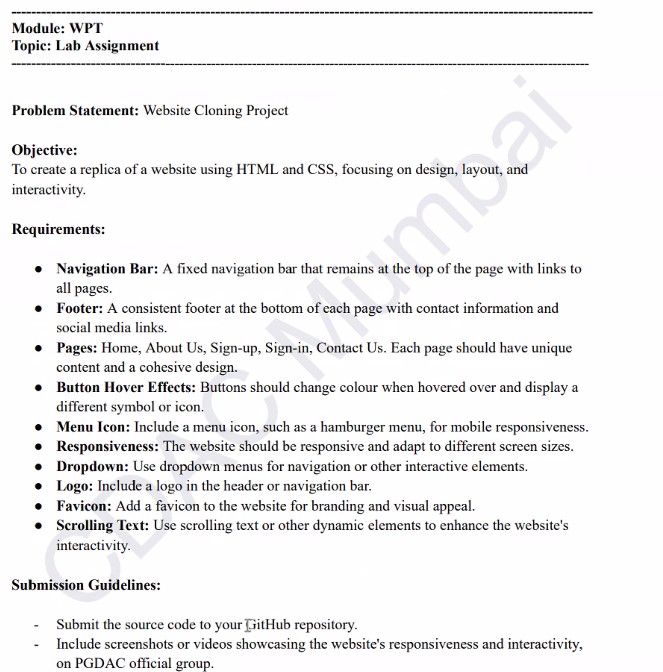 Module: WPT
Topic: Lab Assignment
Problem Statement: Website Cloning Project
Objective:
To create a replica of a website using HTML and CSS, focusing on design, layout, and
interactivity.
Requirements:
● Navigation Bar: A fixed navigation bar that remains at the top of the page with links to
all pages.
● Footer: A consistent footer at the bottom of each page with contact information and
social media links.
● Pages: Home, About Us, Sign-up, Sign-in, Contact Us. Each page should have unique
content and a cohesive design.
● Button Hover Effects: Buttons should change colour when hovered over and display a
different symbol or icon.
● Menu Icon: Include a menu icon, such as a hamburger menu, for mobile responsiveness.
● Responsiveness: The website should be responsive and adapt to different screen sizes.
● Dropdown: Use dropdown menus for navigation or other interactive elements.
● Logo: Include a logo in the header or navigation bar.
● Favicon: Add a favicon to the website for branding and visual appeal.
● Scrolling Text: Use scrolling text or other dynamic elements to enhance the website's
interactivity.
Submission Guidelines:
- Submit the source code to your GitHub repository.
- Include screenshots or videos showcasing the website's responsiveness and interactivity,
on PGDAC official group.
CDAC Mumbai